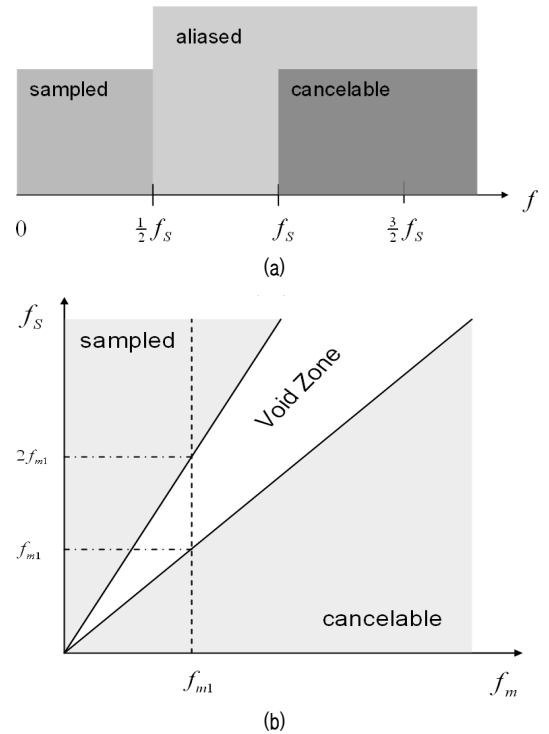 aliased
sampled
cancelable
0
½ f_S
f_S
3/2 f_S
f
(a)
f_S
sampled
Void Zone
2f_m1
f_m1
cancelable
f_m1
f_m
(b)